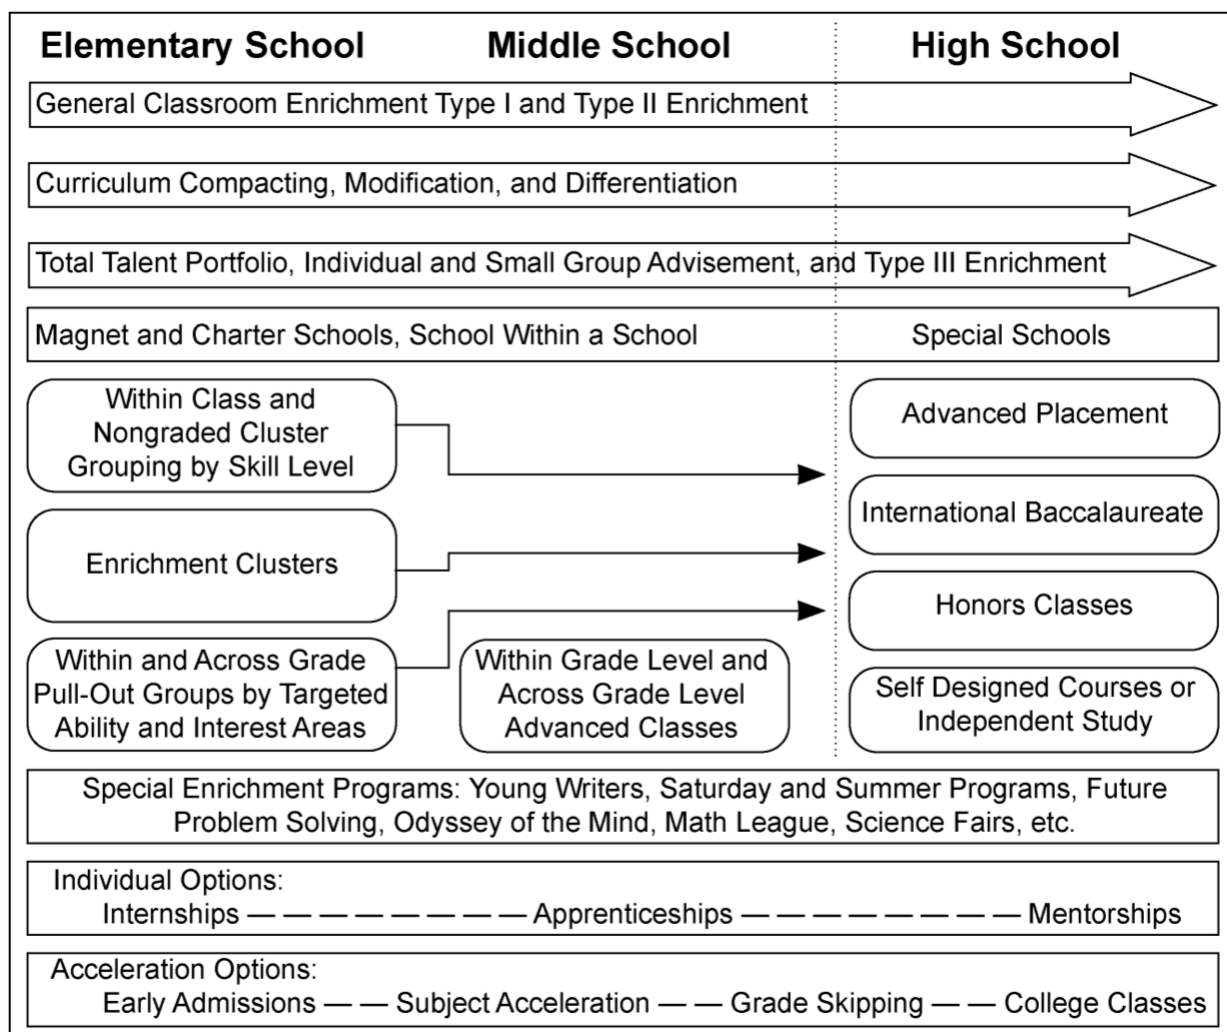 Elementary School Middle School High School
General Classroom Enrichment Type I and Type II Enrichment
Curriculum Compacting, Modification, and Differentiation
Total Talent Portfolio, Individual and Small Group Advisement, and Type III Enrichment
Magnet and Charter Schools, School Within a School Special Schools
Within Class and
Nongraded Cluster
Grouping by Skill Level
Enrichment Clusters
Within and Across Grade
Pull-Out Groups by Targeted
Ability and Interest Areas
Within Grade Level and
Across Grade Level
Advanced Classes
Advanced Placement
International Baccalaureate
Honors Classes
Self Designed Courses or
Independent Study
Special Enrichment Programs: Young Writers, Saturday and Summer Programs, Future
Problem Solving, Odyssey of the Mind, Math League, Science Fairs, etc.
Individual Options:
Internships — — — — — — — — Apprenticeships — — — — — — — — Mentorships
Acceleration Options:
Early Admissions — — Subject Acceleration — — Grade Skipping — — College Classes